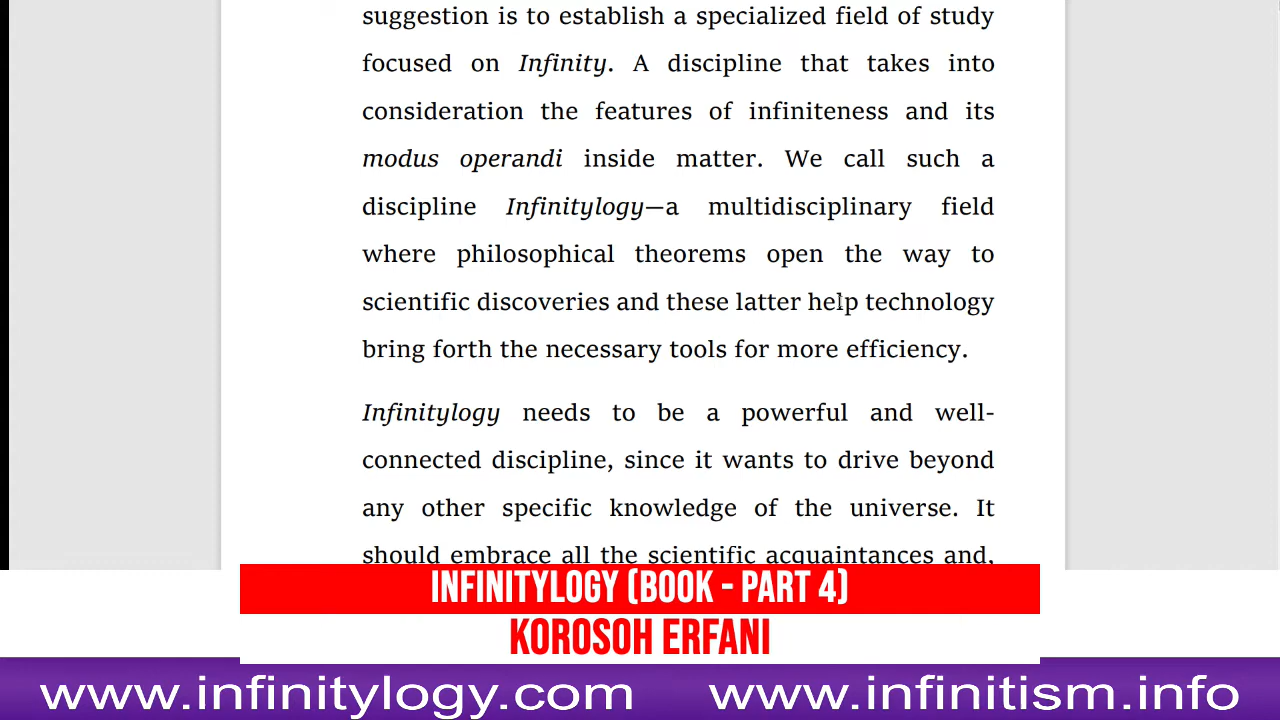 suggestion is to establish a specialized field of study
focused on Infinity. A discipline that takes into
consideration the features of infiniteness and its
modus operandi inside matter. We call such a
discipline Infinitylogy—a multidisciplinary field
where philosophical theorems open the way to
scientific discoveries and these latter help technology
bring forth the necessary tools for more efficiency.
Infinitylogy needs to be a powerful and well-
connected discipline, since it wants to drive beyond
any other specific knowledge of the universe. It
should embrace all the scientific acquaintances and,
INFINITYLOGY (BOOK - PART 4)
KOROSOH ERFANI
www.infinitylogy.com www.infinitism.info